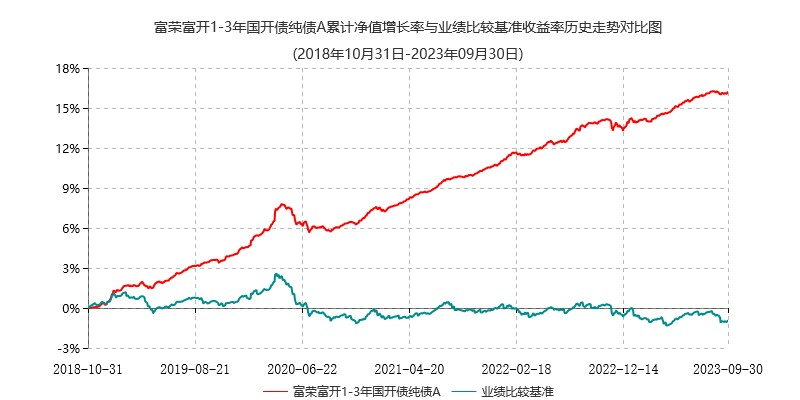 富荣富开1-3年国开债纯债A累计净值增长率与业绩比较基准收益率历史走势对比图
(2018年10月31日-2023年09月30日)
18%
15%
12%
9%
6%
3%
0%
-3%
2018-10-31 2019-08-21 2020-06-22 2021-04-20 2022-02-18 2022-12-14 2023-09-30
富荣富开1-3年国开债纯债A 业绩比较基准